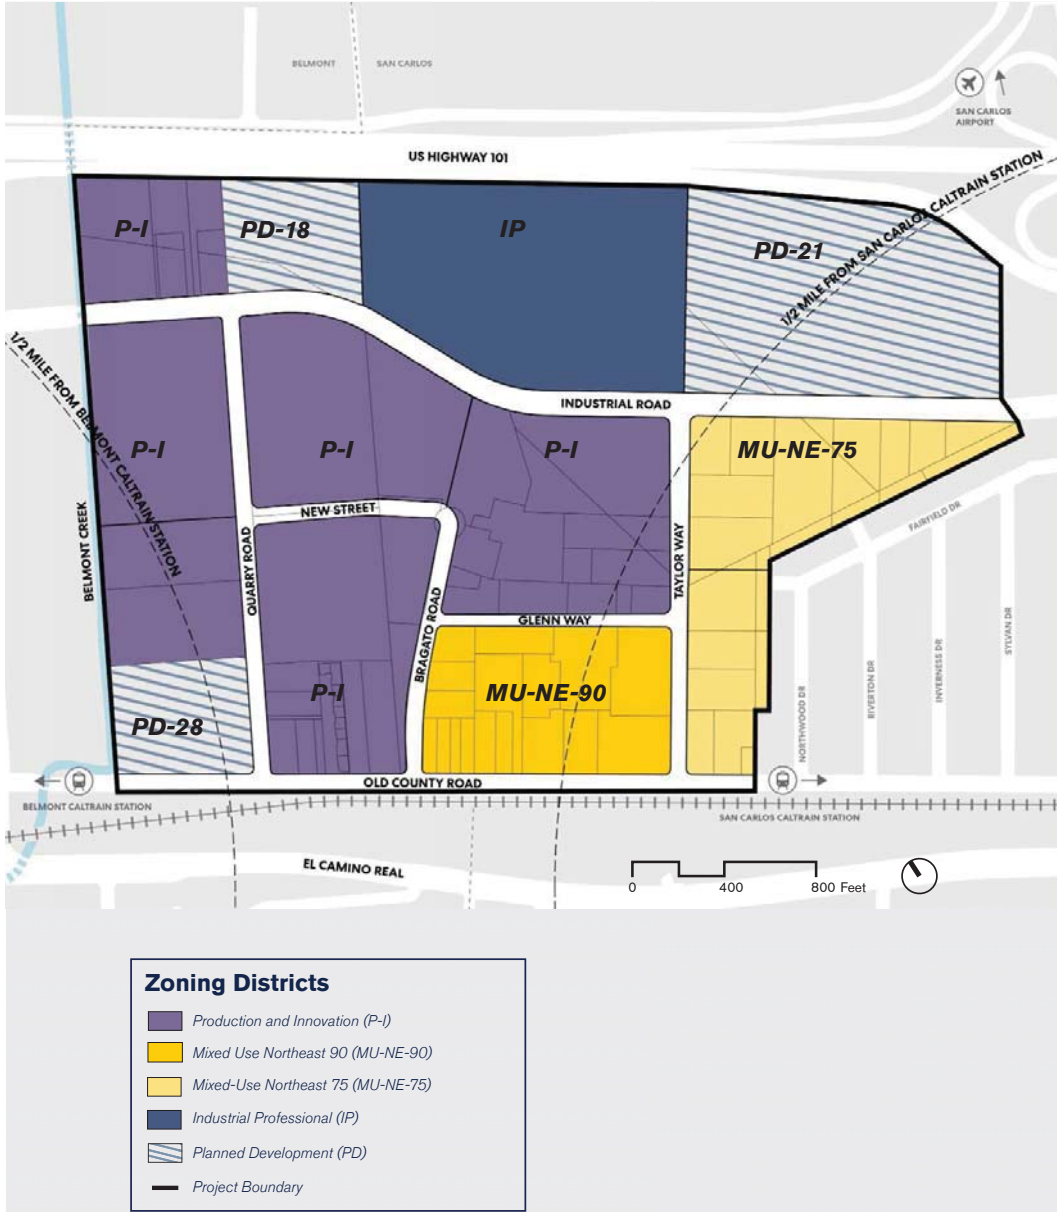 BELMONT
SAN CARLOS
SAN CARLOS
AIRPORT
US HIGHWAY 101
1/2 MILE FROM SAN CARLOS CALTRAIN STATION
P-I
PD-18
IP
PD-21
1/2 MILE FROM BELMONT CALTRAIN STATION
INDUSTRIAL ROAD
P-I
P-I
P-I
MU-NE-75
NEW STREET
FAIRFIELD DR
BELMONT CREEK
QUARRY ROAD
TAYLOR WAY
BRAGATO ROAD
GLENN WAY
SYLVAN DR
INVERNESS DR
RIVERTON DR
NORTHWOOD DR
P-I
MU-NE-90
PD-28
OLD COUNTY ROAD
BELMONT CALTRAIN STATION
SAN CARLOS CALTRAIN STATION
EL CAMINO REAL
0 400 800 Feet
Zoning Districts
Production and Innovation (P-I)
Mixed Use Northeast 90 (MU-NE-90)
Mixed-Use Northeast 75 (MU-NE-75)
Industrial Professional (IP)
Planned Development (PD)
Project Boundary